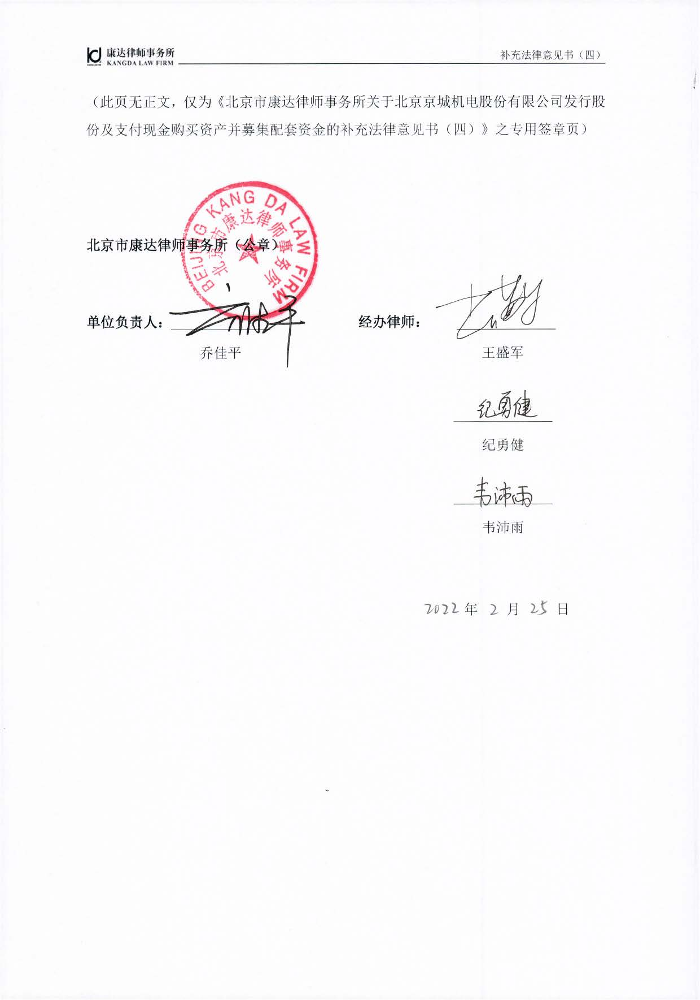 康达律师事务所
KANGDA LAW FIRM
补充法律意见书（四）
（此页无正文，仅为《北京市康达律师事务所关于北京京城机电股份有限公司发行股
份及支付现金购买资产并募集配套资金的补充法律意见书（四）》之专用签章页）
BEIJING KANG DA LAW FIRM
北京市康达律师事务所
北京市康达律师事务所（公章）
单位负责人：
经办律师：
乔佳平
王盛军
纪勇健
纪勇健
韦沛雨
韦沛雨
2022年 2 月 25 日